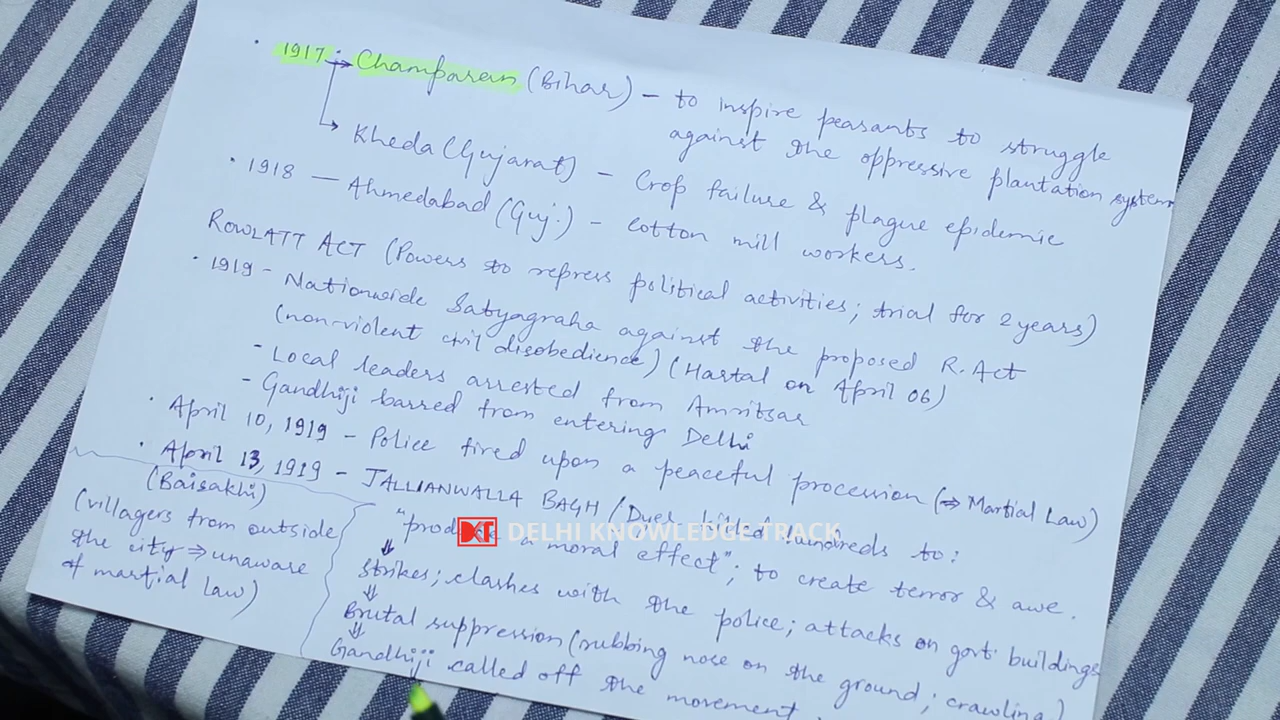 • 1917 : → Champaran (Bihar) – to inspire peasants to struggle
against the oppressive plantation system
→ Kheda (Gujarat) – Crop failure & plague epidemic
• 1918 — Ahmedabad (Guj.) – Cotton mill workers.
ROWLATT ACT (Powers to repress political activities; trial for 2 years)
• 1919 – Nationwide Satyagraha against the proposed R. Act
(non-violent civil disobedience) (Hartal on April 06)
- Local leaders arrested from Amritsar
- Gandhiji barred from entering Delhi
• April 10, 1919 – Police fired upon a peaceful procession (⇒ Martial Law)
• April 13, 1919 – JALLIANWALLA BAGH / Dyer killed hundreds to:
(Baisakhi)
(villagers from outside
the city ⇒ unaware
of martial law)
"produce a moral effect"; to create terror & awe.
⇓
strikes; clashes with the police; attacks on govt. buildings
⇓
Brutal suppression (rubbing nose on the ground; crawling)
⇓
Gandhiji called off the movement.
DKT DELHI KNOWLEDGE TRACK